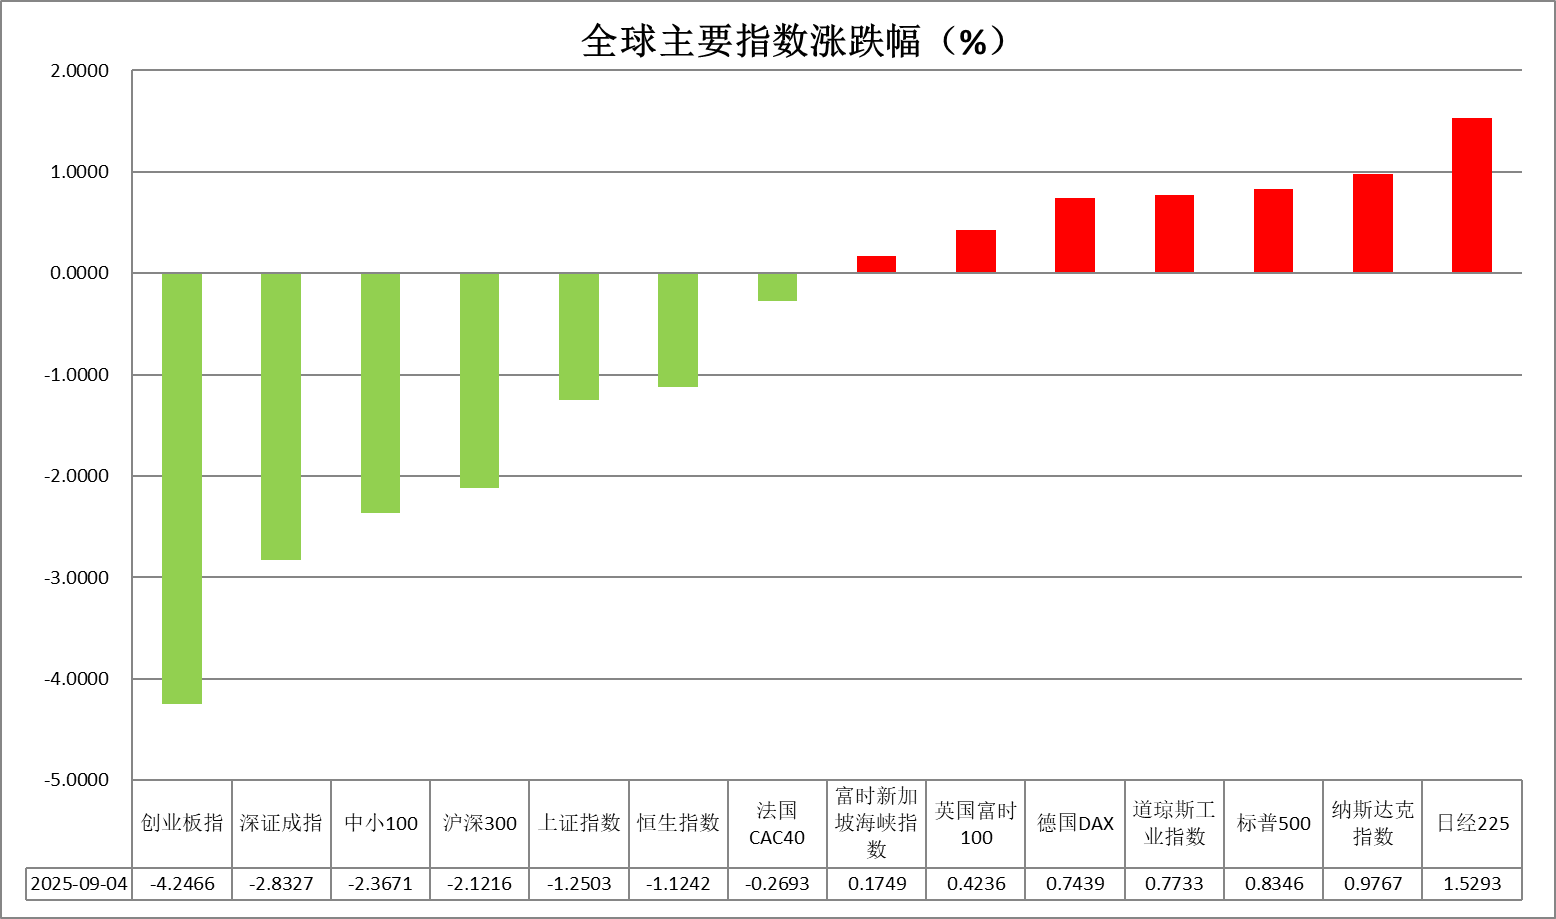 全球主要指数涨跌幅（%）
2.0000
1.0000
0.0000
-1.0000
-2.0000
-3.0000
-4.0000
-5.0000
创业板指
深证成指
中小100
沪深300
上证指数
恒生指数
法国
CAC40
富时新加
坡海峡指
数
英国富时
100
德国DAX
道琼斯工
业指数
标普500
纳斯达克
指数
日经225
2025-09-04 -4.2466 -2.8327 -2.3671 -2.1216 -1.2503 -1.1242 -0.2693 0.1749 0.4236 0.7439 0.7733 0.8346 0.9767 1.5293